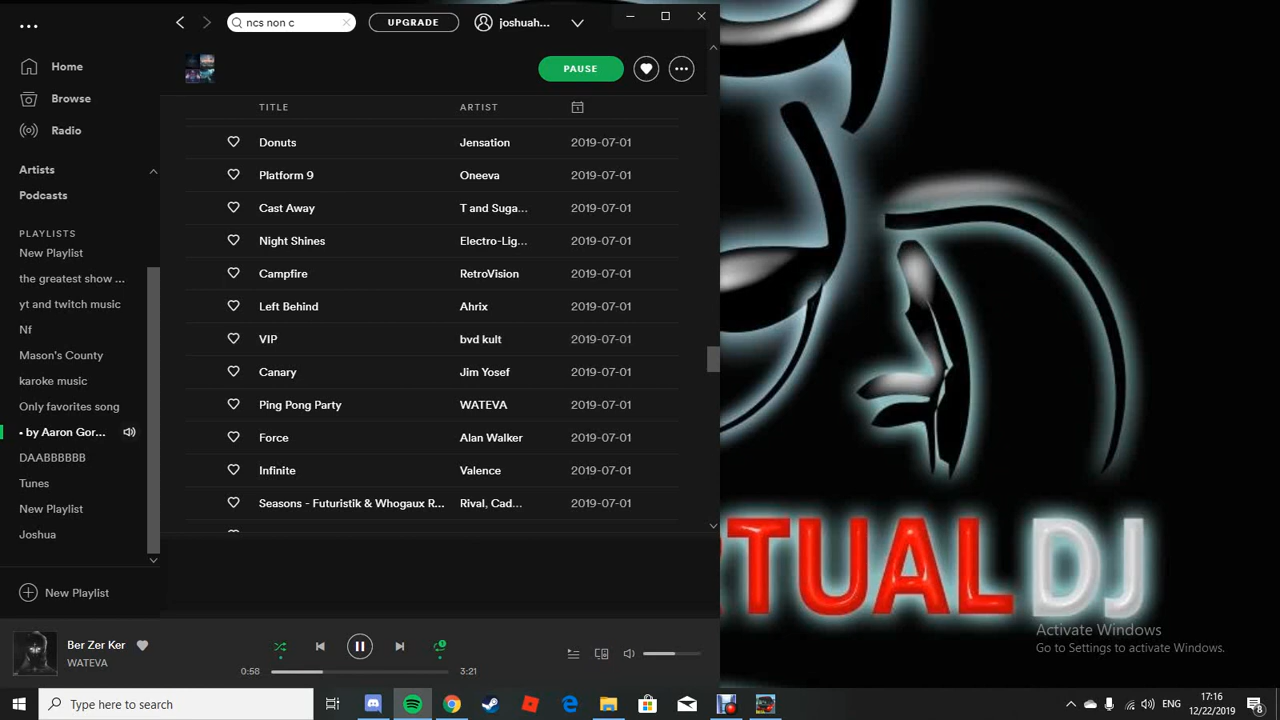 ncs non c
UPGRADE
joshuah...
Home
Browse
Radio
Artists
Podcasts
PLAYLISTS
New Playlist
the greatest show ...
yt and twitch music
Nf
Mason's County
karoke music
Only favorites song
- by Aaron Gor...
DAABBBBBB
Tunes
New Playlist
Joshua
New Playlist
PAUSE
TITLE ARTIST
Donuts Jensation 2019-07-01
Platform 9 Oneeva 2019-07-01
Cast Away T and Suga... 2019-07-01
Night Shines Electro-Lig... 2019-07-01
Campfire RetroVision 2019-07-01
Left Behind Ahrix 2019-07-01
VIP bvd kult 2019-07-01
Canary Jim Yosef 2019-07-01
Ping Pong Party WATEVA 2019-07-01
Force Alan Walker 2019-07-01
Infinite Valence 2019-07-01
Seasons - Futuristik & Whogaux R... Rival, Cad... 2019-07-01
Ber Zer Ker
WATEVA
0:58 3:21
RTUAL DJ
Activate Windows
Go to Settings to activate Windows.
Type here to search
ENG
17:16
12/22/2019
8